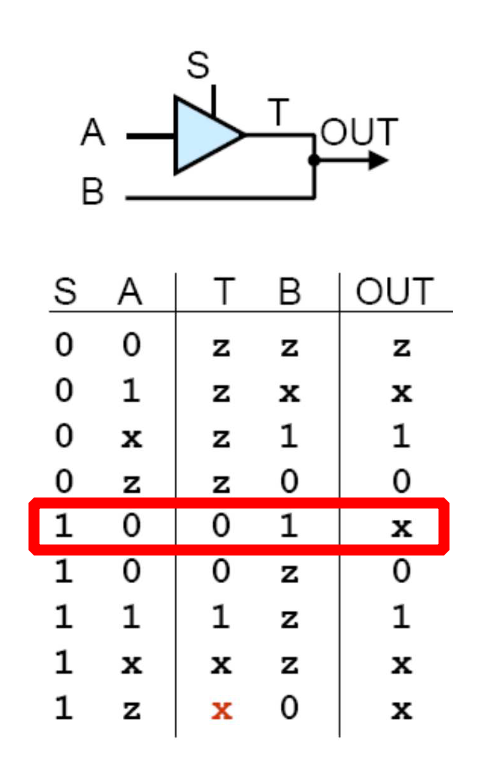 S
T
A
OUT
B
S A T B OUT
0 0 z z z
0 1 z x x
0 x z 1 1
0 z z 0 0
1 0 0 1 x
1 0 0 z 0
1 1 1 z 1
1 x x z x
1 z x 0 x